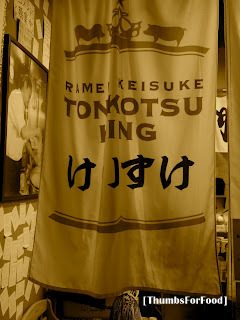 RAMEN KEISUKE
TONKOTSU
KING
けいすけ
[ThumbsForFood]